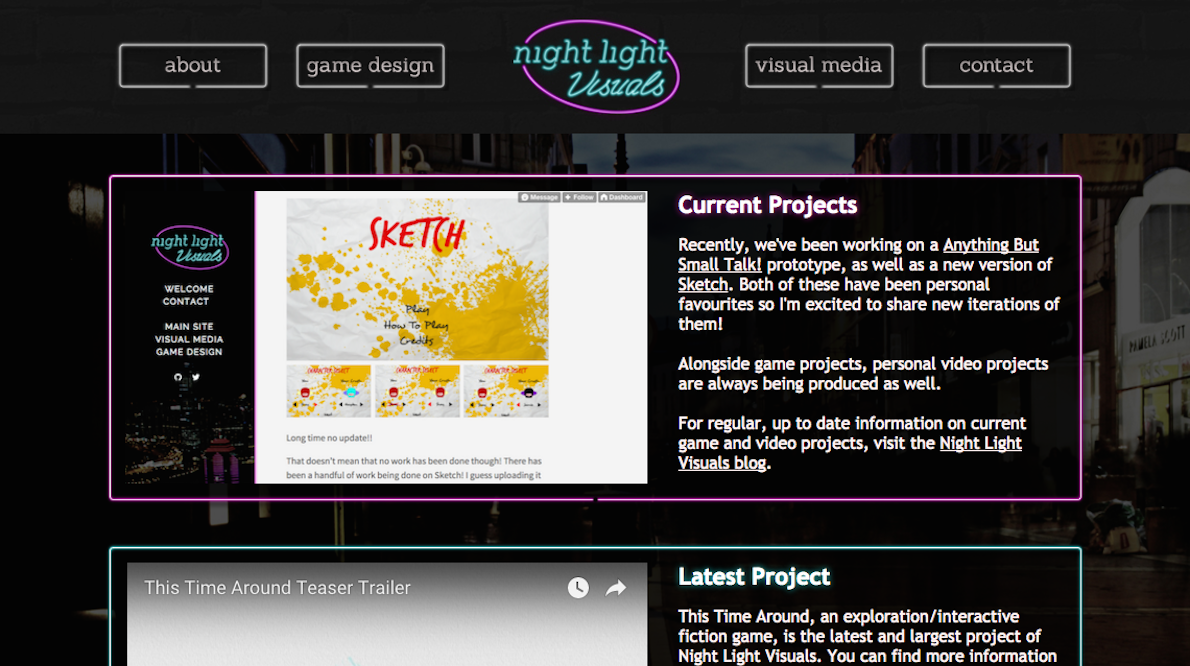 about
game design
night light
Visuals
visual media
contact
Message
Follow
Dashboard
night light
Visuals
WELCOME
CONTACT
MAIN SITE
VISUAL MEDIA
GAME DESIGN
SKETCH
Play
How To Play
Credits
CHARACTER SELECT
CHARACTER SELECT
CHARACTER SELECT
Long time no update!!
That doesn't mean that no work has been done though! There has
been a handful of work being done on Sketch! I guess uploading it
Current Projects
Recently, we've been working on a Anything But
Small Talk! prototype, as well as a new version of
Sketch. Both of these have been personal
favourites so I'm excited to share new iterations of
them!
Alongside game projects, personal video projects
are always being produced as well.
For regular, up to date information on current
game and video projects, visit the Night Light
Visuals blog.
PAMELA SCOTT
This Time Around Teaser Trailer
Latest Project
This Time Around, an exploration/interactive
fiction game, is the latest and largest project of
Night Light Visuals. You can find more information